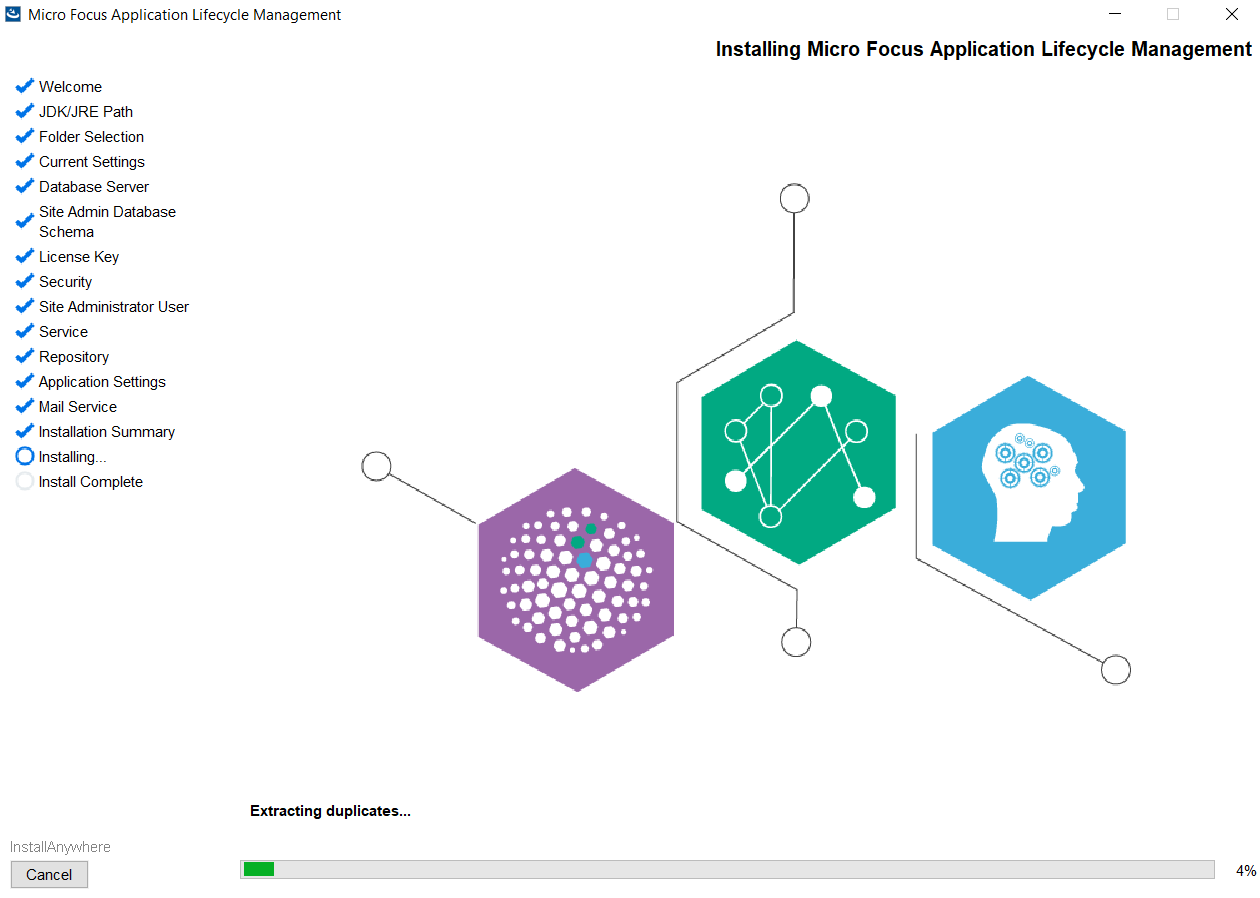 Micro Focus Application Lifecycle Management
Installing Micro Focus Application Lifecycle Management
Welcome
JDK/JRE Path
Folder Selection
Current Settings
Database Server
Site Admin Database
Schema
License Key
Security
Site Administrator User
Service
Repository
Application Settings
Mail Service
Installation Summary
Installing...
Install Complete
Extracting duplicates...
InstallAnywhere
Cancel
4%